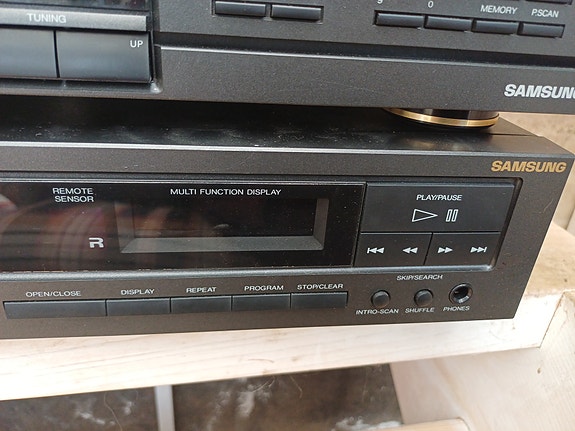 9 0
TUNING
UP
MEMORY P.SCAN
SAMSUNG
SAMSUNG
REMOTE
SENSOR
MULTI FUNCTION DISPLAY
PLAY/PAUSE
R
SKIP/SEARCH
OPEN/CLOSE DISPLAY REPEAT PROGRAM STOP/CLEAR
INTRO-SCAN SHUFFLE PHONES